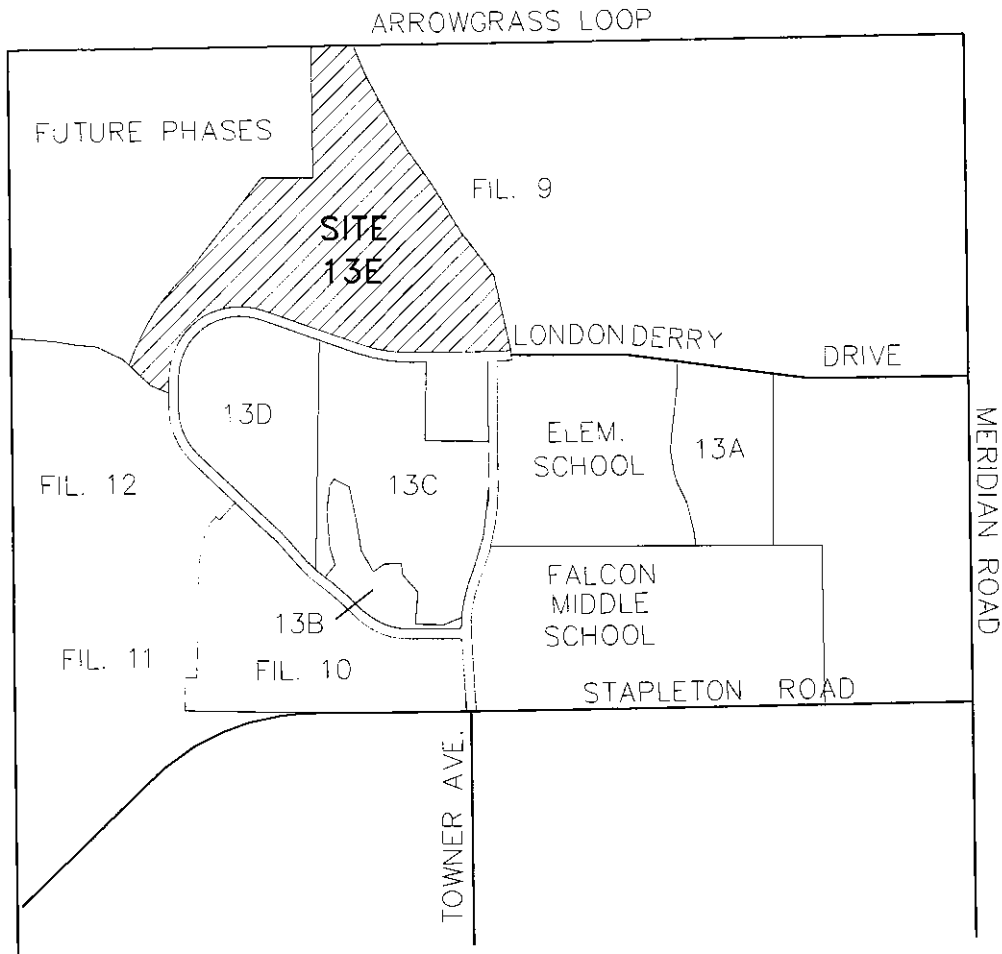 ARROWGRASS LOOP
FUTURE PHASES
FIL. 9
SITE
13E
LONDONDERRY
DRIVE
13D
ELEM.
SCHOOL
13A
MERIDIAN ROAD
FIL. 12
13C
FALCON
MIDDLE
SCHOOL
13B
FIL. 11
FIL. 10
STAPLETON ROAD
TOWNER AVE.